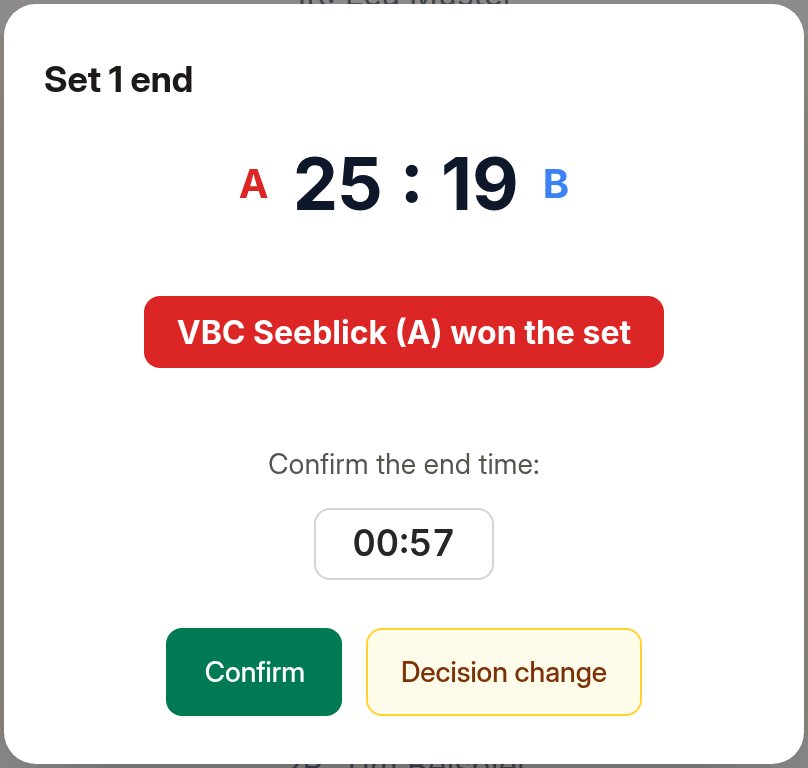 Set 1 end
A 25 : 19 B
VBC Seeblick (A) won the set
Confirm the end time:
00:57
Confirm
Decision change